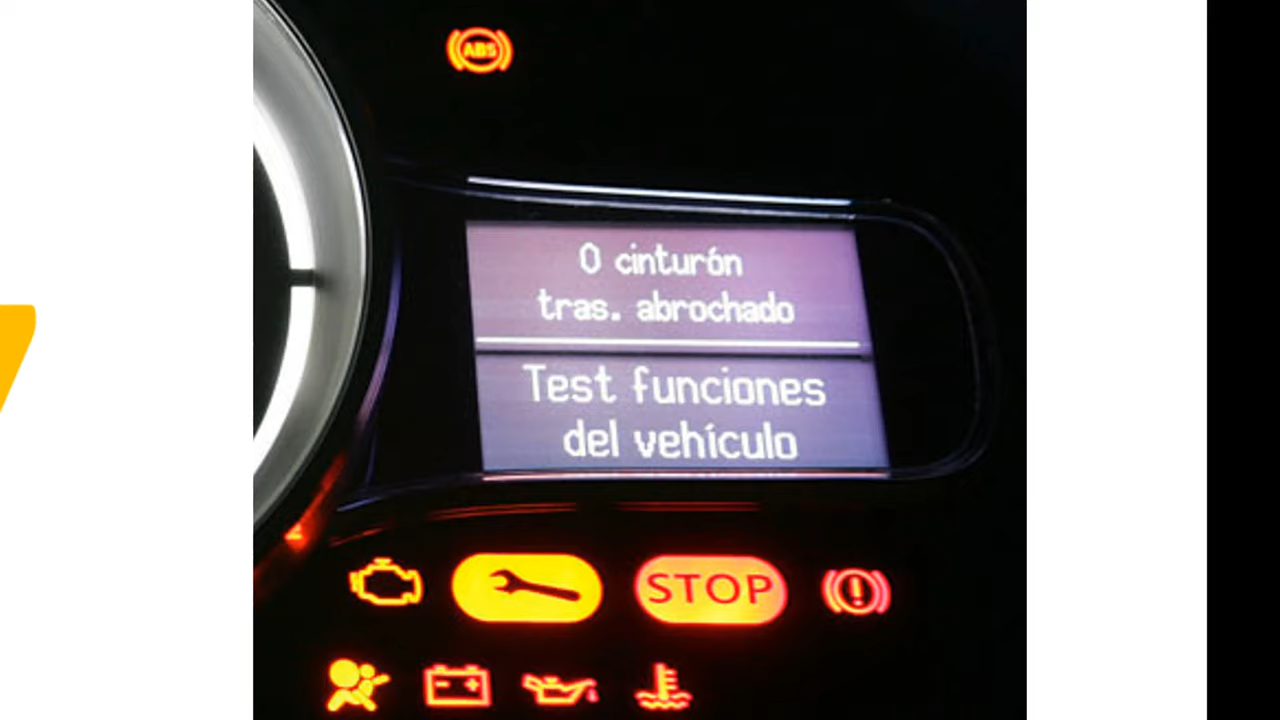 ABS
0 cinturón
tras. abrochado
Test funciones
del vehículo
STOP